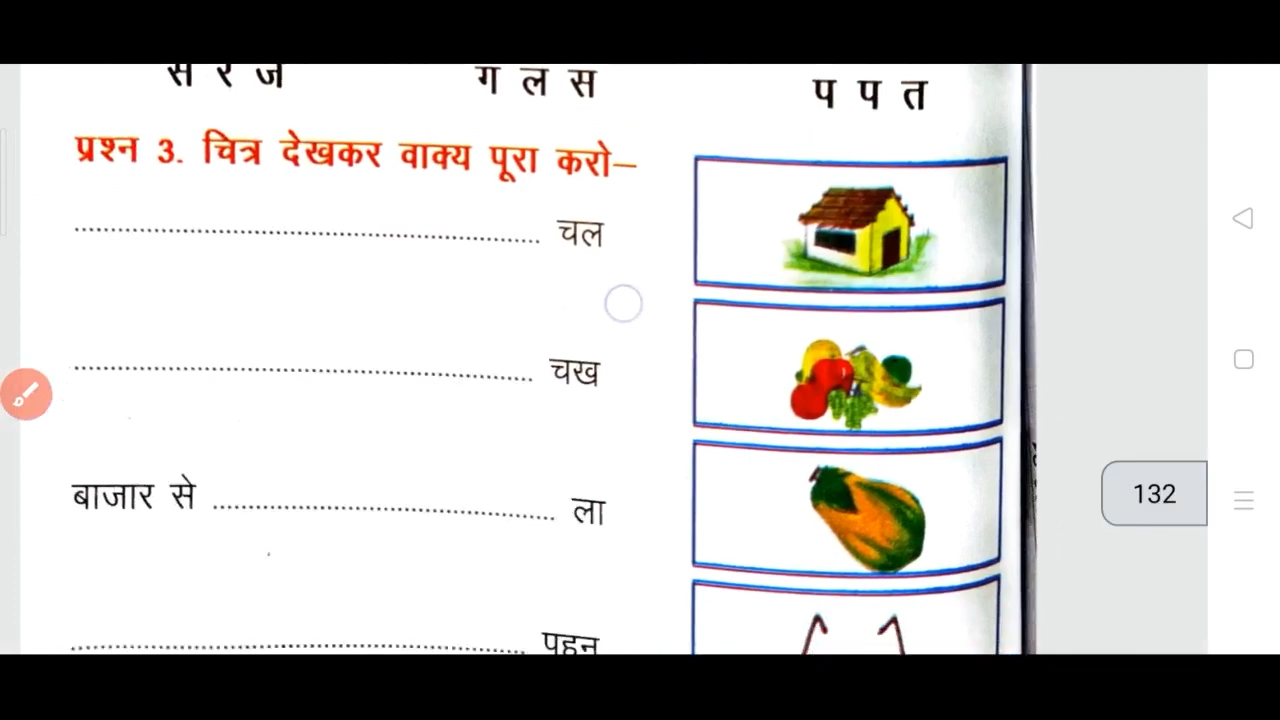 स र ज ग ल स प प त
प्रश्न 3. चित्र देखकर वाक्य पूरा करो–
................................................ चल
................................................ चख
बाजार से ................................... ला
132
................................................ पहन